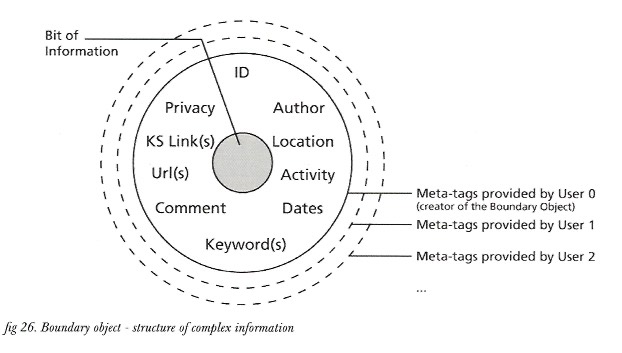 Bit of
Information
ID
Privacy
Author
KS Link(s)
Location
Url(s)
Activity
Comment
Dates
Keyword(s)
Meta-tags provided by User 0
(creator of the Boundary Object)
Meta-tags provided by User 1
Meta-tags provided by User 2
...
fig 26. Boundary object - structure of complex information